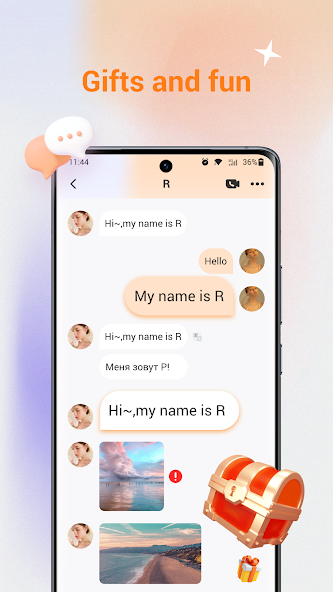 Gifts and fun
11:44
36%
R
Hi~,my name is R
Hello
My name is R
Hi~,my name is R
Меня зовут Р!
Hi~,my name is R